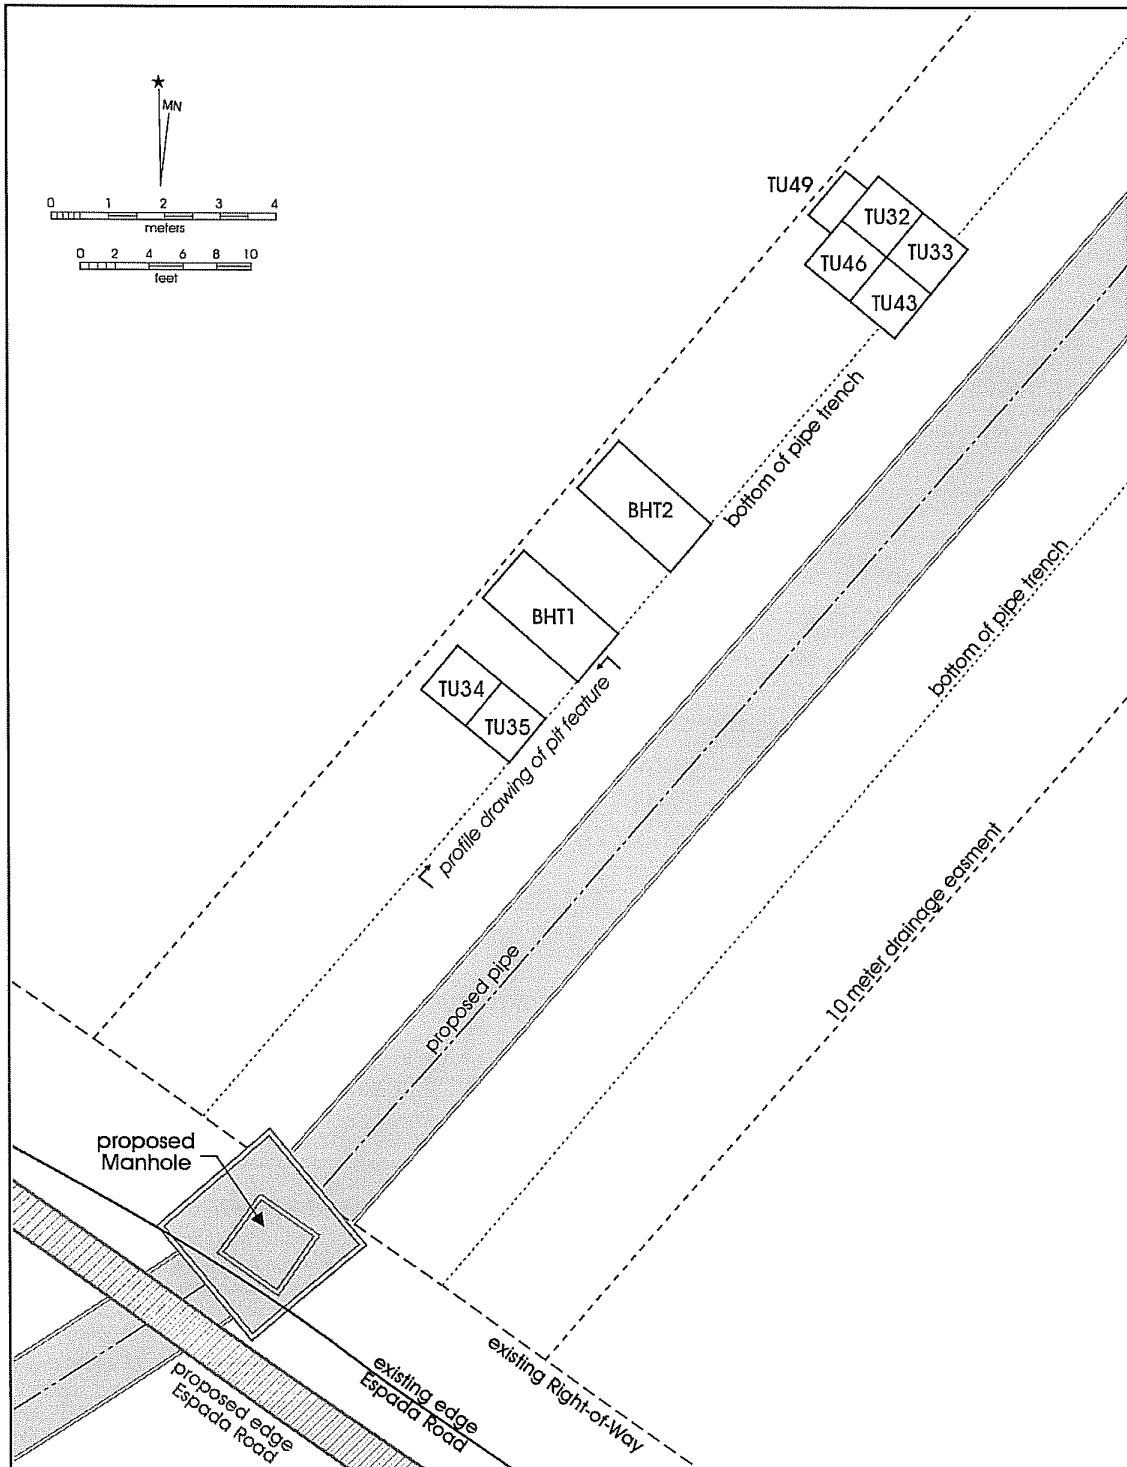 MN
0 1 2 3 4
meters
0 2 4 6 8 10
feet
TU49
TU32
TU33
TU46
TU43
BHT2
bottom of pipe trench
BHT1
bottom of pipe trench
TU34
TU35
profile drawing of pit feature
10 meter drainage easment
proposed pipe
proposed
Manhole
existing Right-of-Way
existing edge
Espada Road
proposed edge
Espada Road